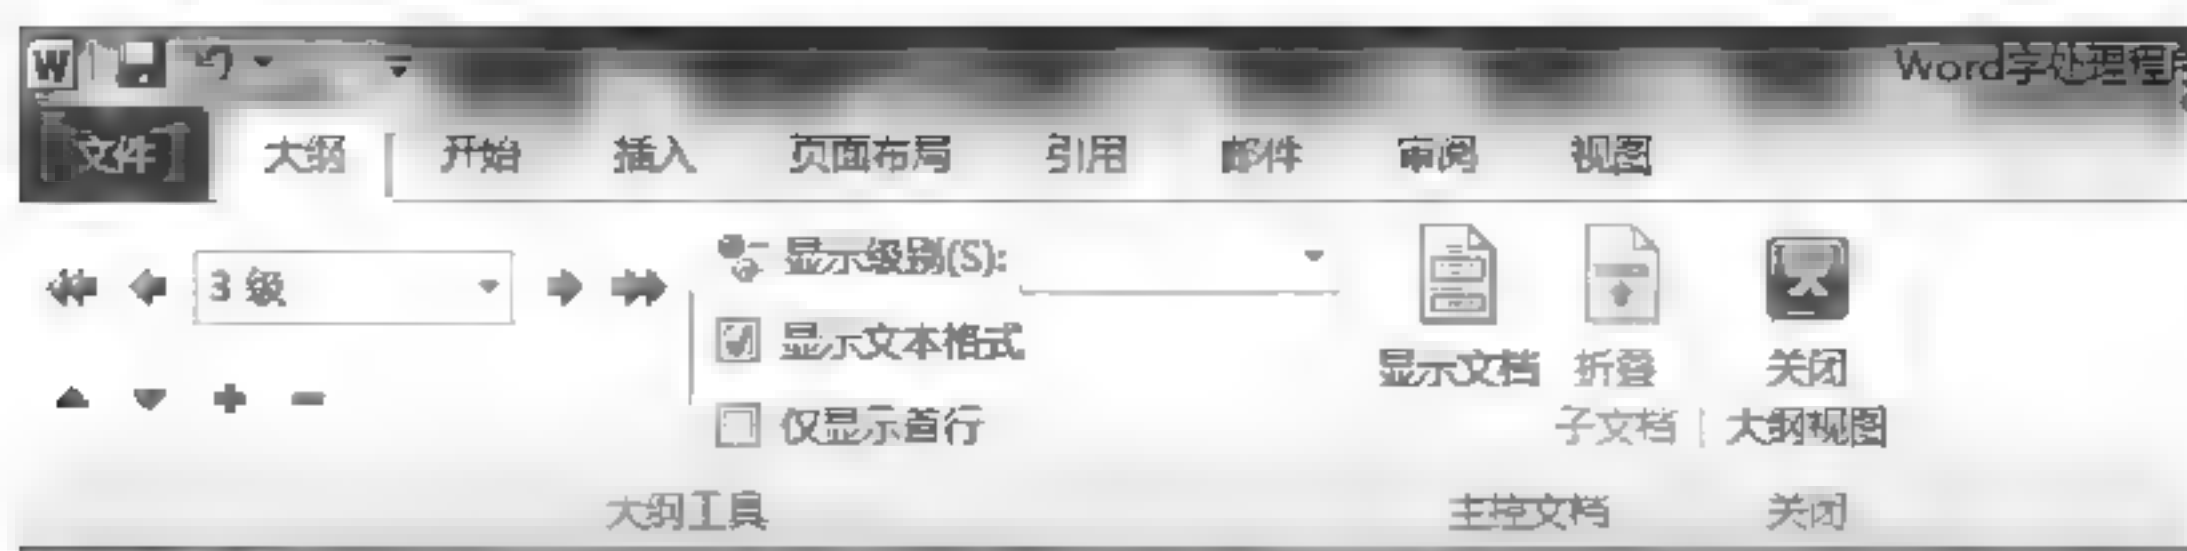 W Word字处理程序
文件 大纲 开始 插入 页面布局 引用 邮件 审阅 视图
3 级 显示级别(S):
显示文本格式
显示文档 折叠 关闭
仅显示首行 子文档 大纲视图
大纲工具 主控文档 关闭